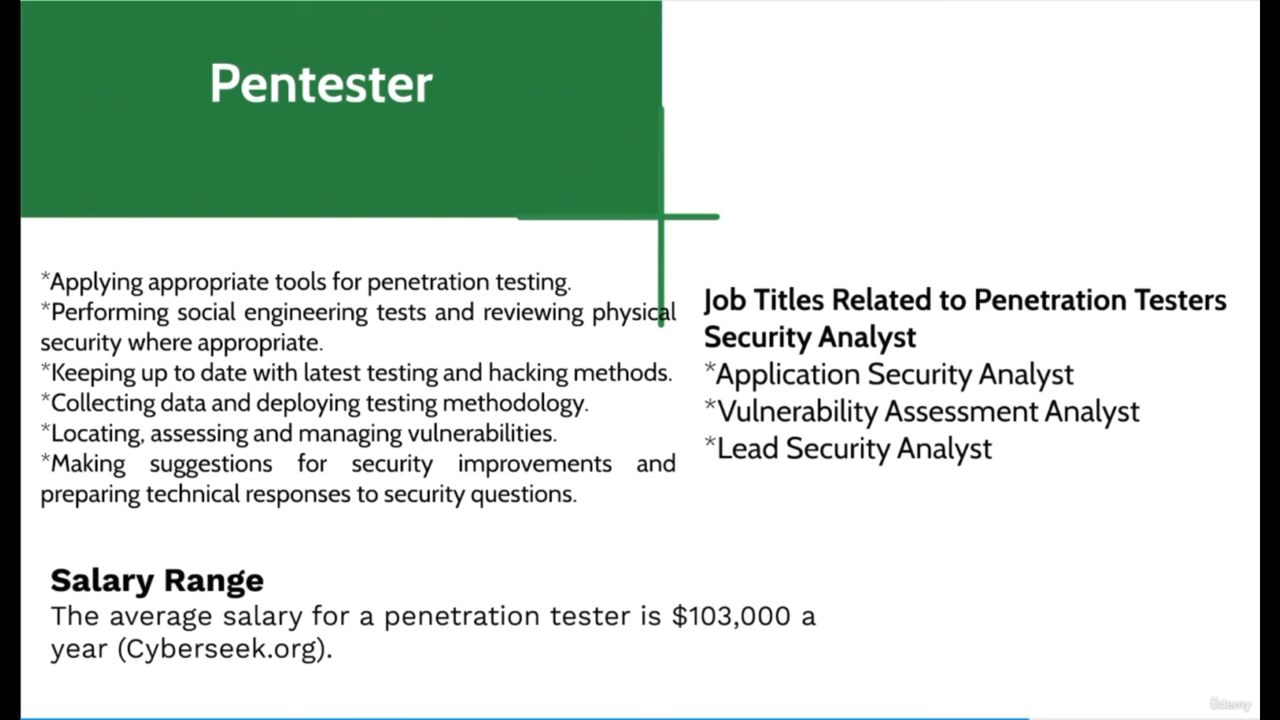 Pentester
*Applying appropriate tools for penetration testing.
*Performing social engineering tests and reviewing physical
security where appropriate.
*Keeping up to date with latest testing and hacking methods.
*Collecting data and deploying testing methodology.
*Locating, assessing and managing vulnerabilities.
*Making suggestions for security improvements and
preparing technical responses to security questions.
Job Titles Related to Penetration Testers
Security Analyst
*Application Security Analyst
*Vulnerability Assessment Analyst
*Lead Security Analyst
Salary Range
The average salary for a penetration tester is $103,000 a
year (Cyberseek.org).
Udemy